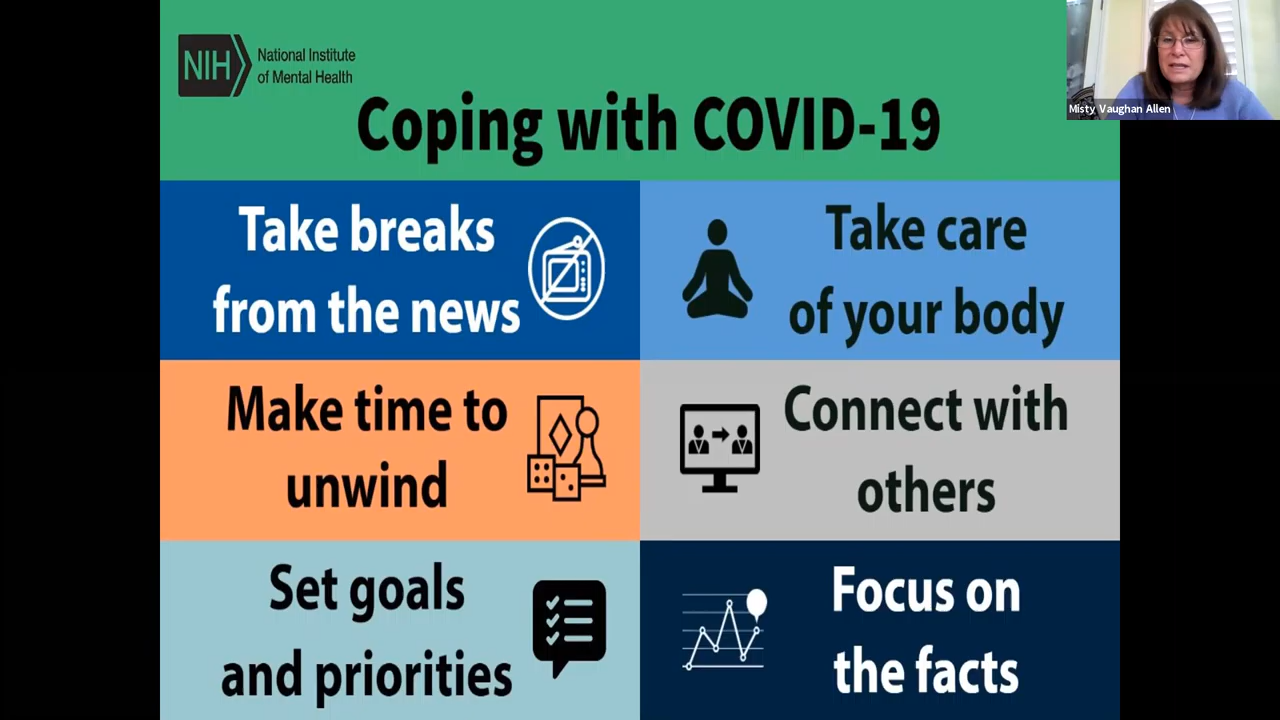 NIH
National Institute
of Mental Health
Coping with COVID-19
Misty Vaughan Allen
Take breaks
from the news
Take care
of your body
Make time to
unwind
Connect with
others
Set goals
and priorities
Focus on
the facts